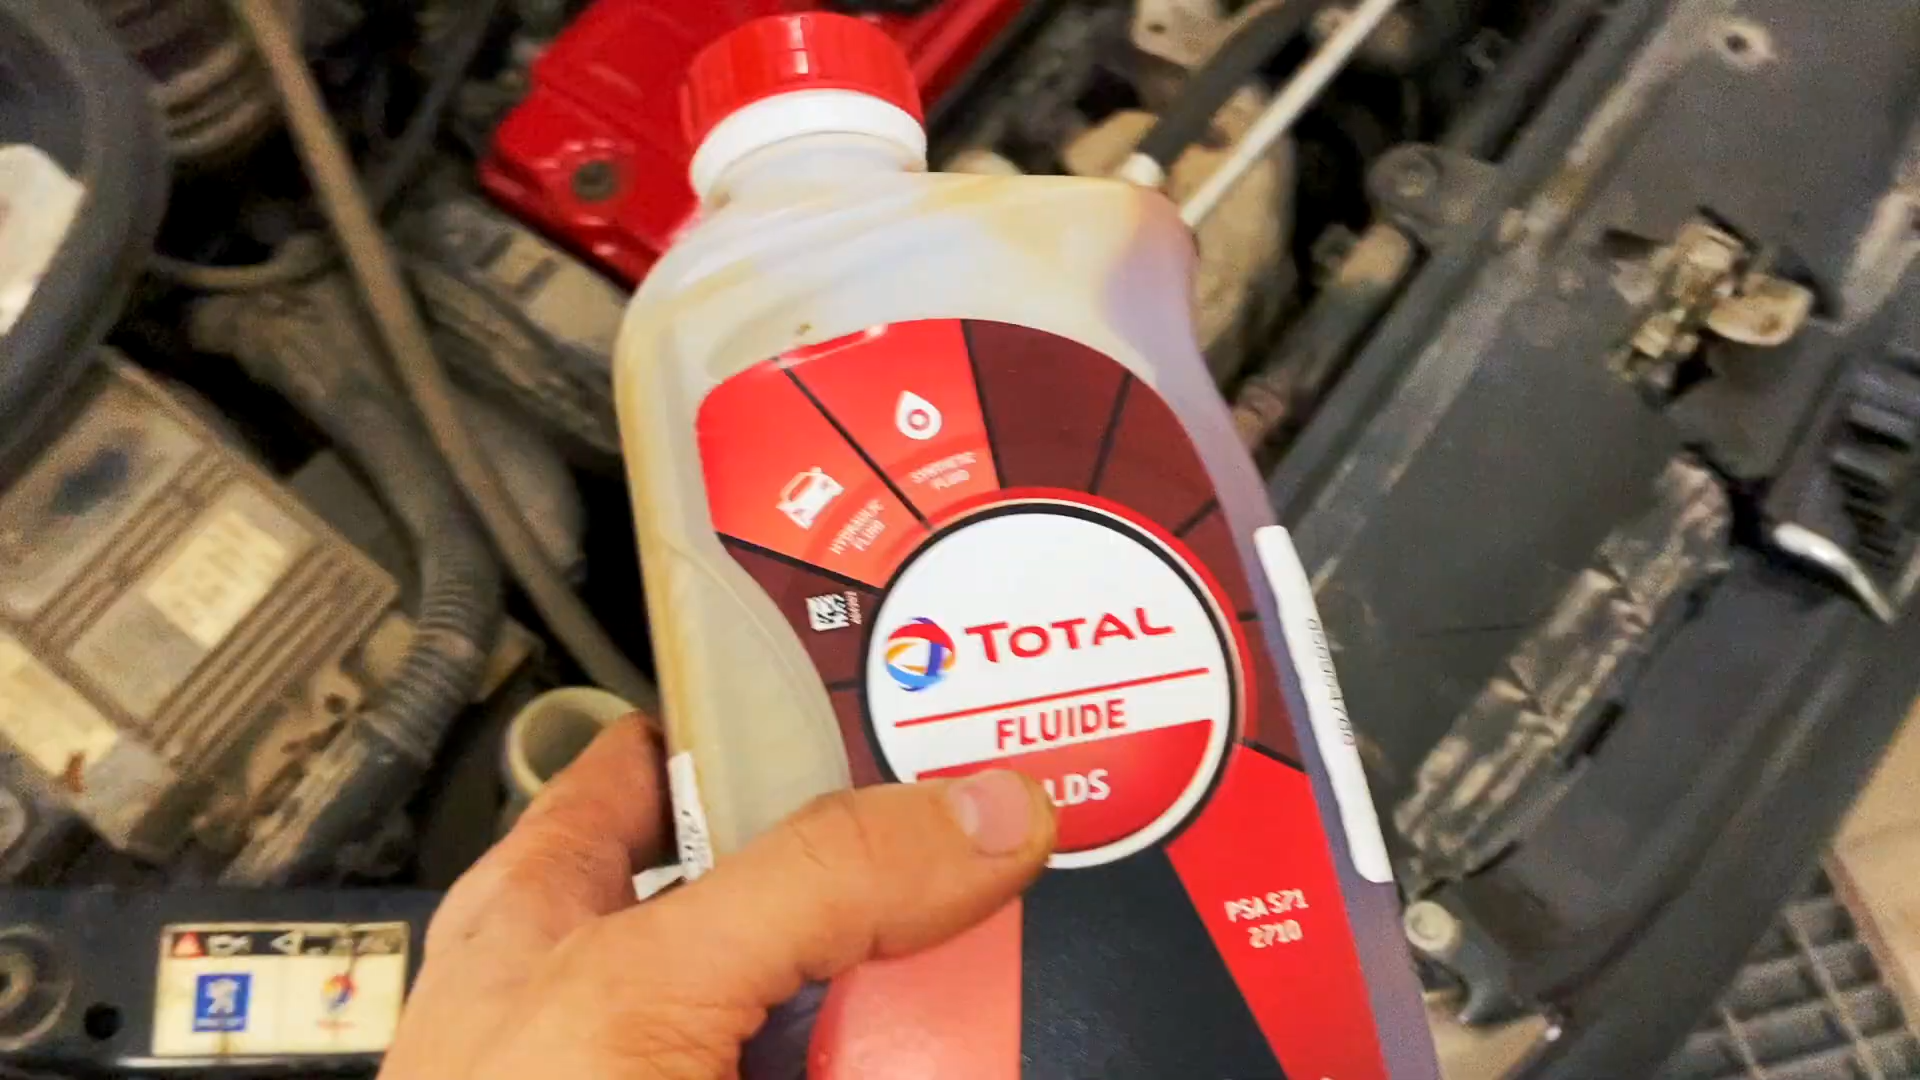 SYNTHETIC
FLUID
HYDRAULIC
FLUID
TOTAL
FLUIDE
LDS
PSA S71
2710